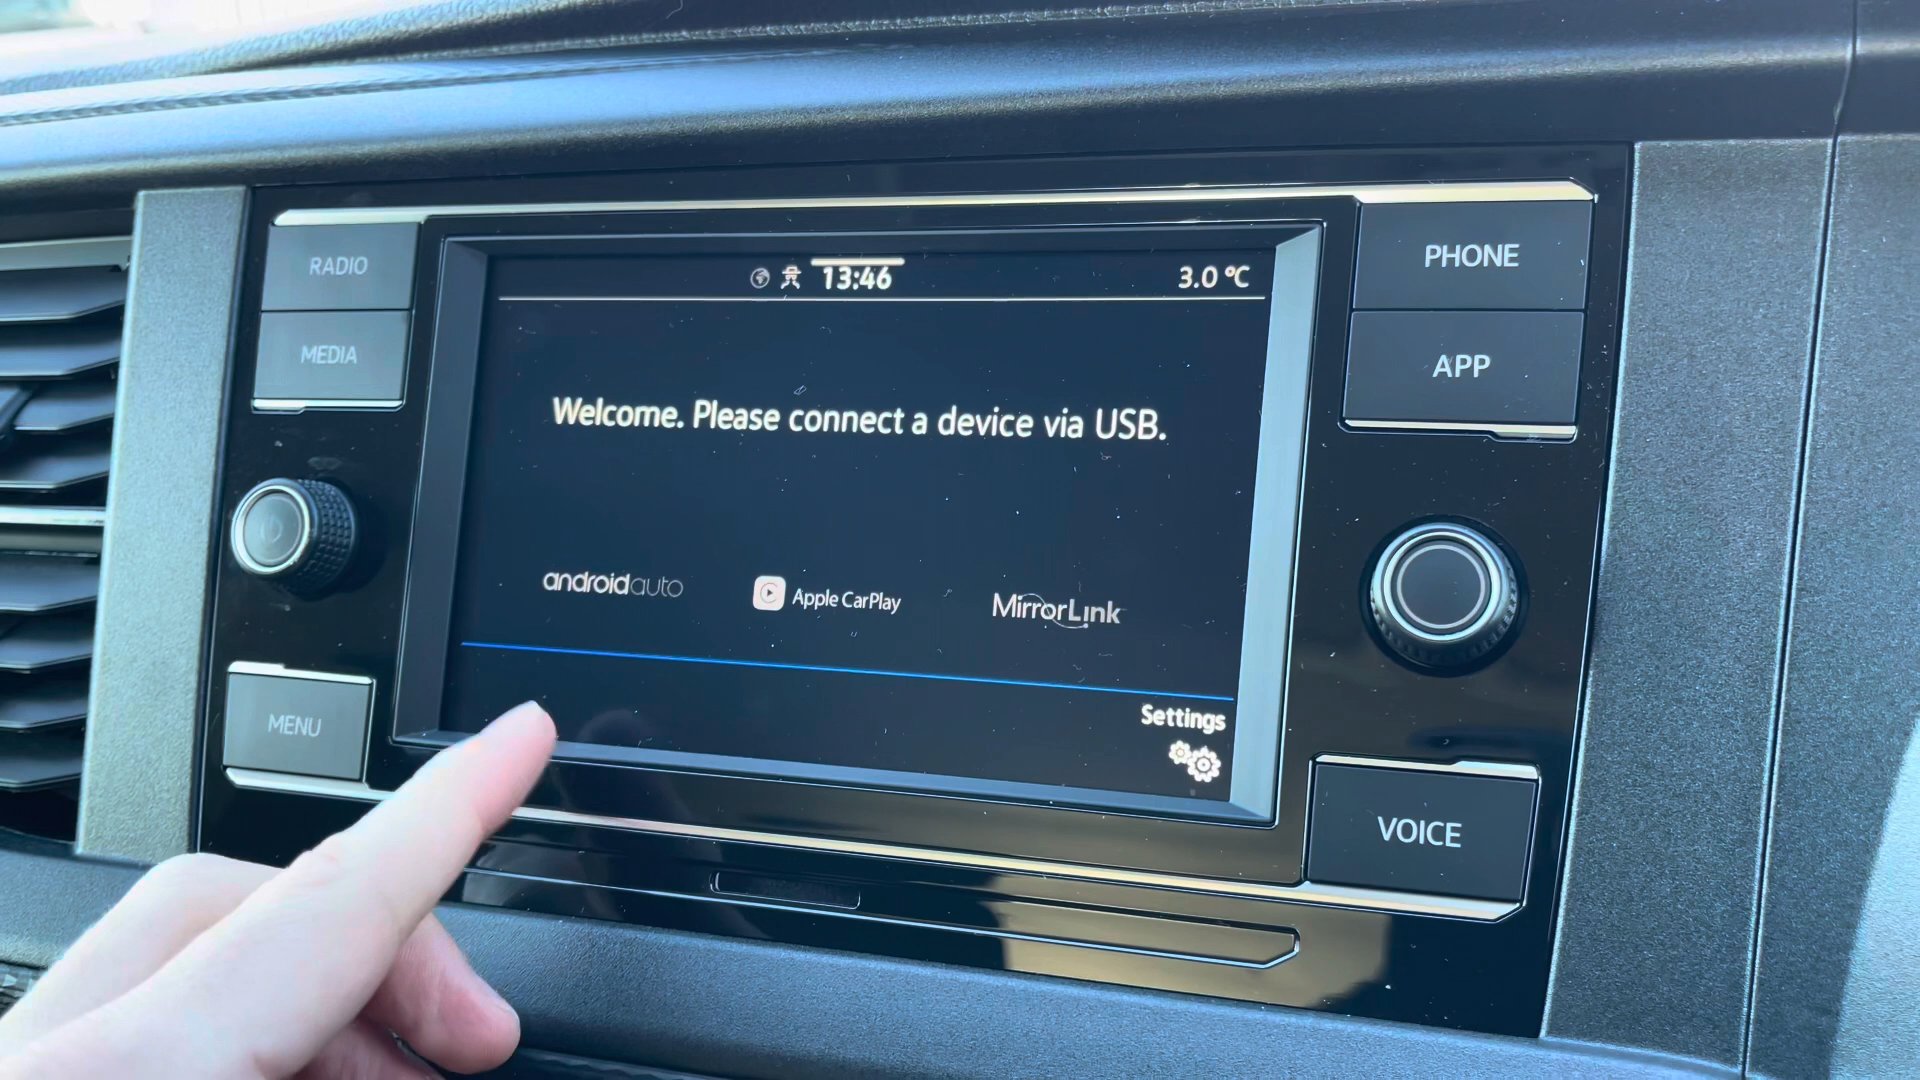 RADIO
MEDIA
MENU
13:46
3.0 °C
Welcome. Please connect a device via USB.
androidauto
Apple CarPlay
MirrorLink
Settings
PHONE
APP
VOICE